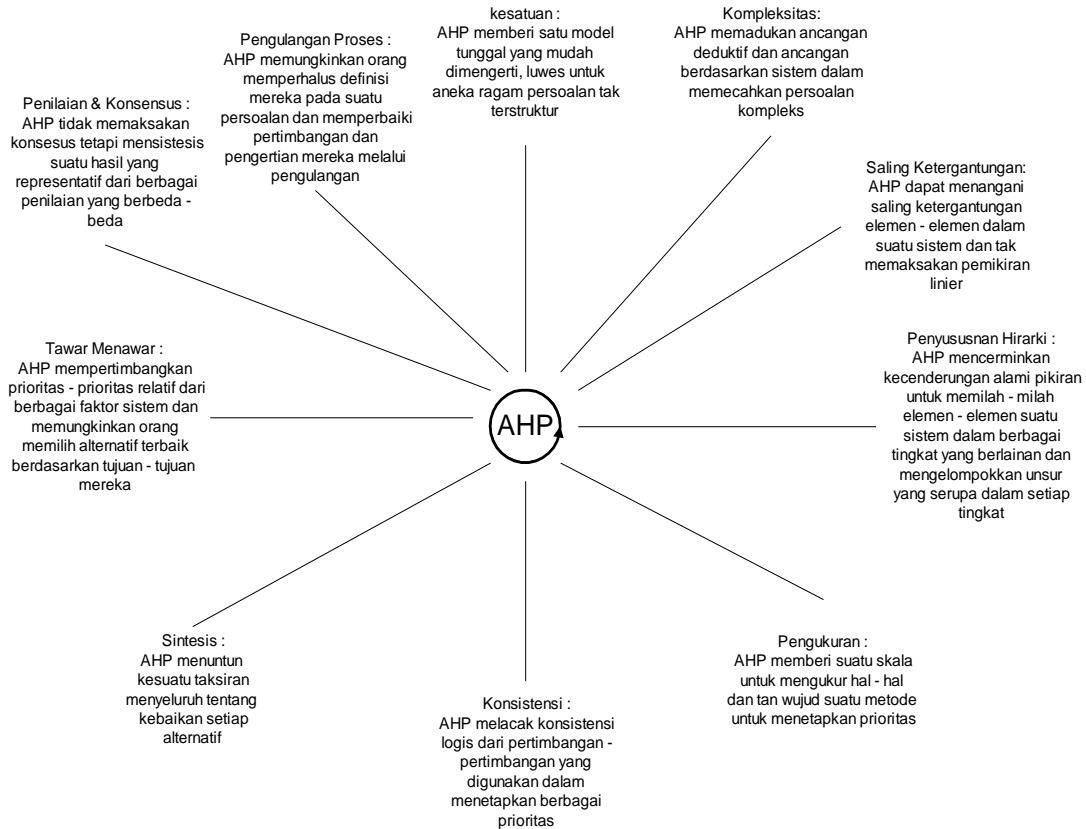 kesatuan :
AHP memberi satu model
tunggal yang mudah
dimengerti, luwes untuk
aneka ragam persoalan tak
terstruktur
Kompleksitas:
AHP memadukan ancangan
deduktif dan ancangan
berdasarkan sistem dalam
memecahkan persoalan
kompleks
Saling Ketergantungan:
AHP dapat menangani
saling ketergantungan
elemen - elemen dalam
suatu sistem dan tak
memaksakan pemikiran
linier
Penyususnan Hirarki :
AHP mencerminkan
kecenderungan alami pikiran
untuk memilah - milah
elemen - elemen suatu
sistem dalam berbagai
tingkat yang berlainan dan
mengelompokkan unsur
yang serupa dalam setiap
tingkat
Pengukuran :
AHP memberi suatu skala
untuk mengukur hal - hal
dan tan wujud suatu metode
untuk menetapkan prioritas
Konsistensi :
AHP melacak konsistensi
logis dari pertimbangan -
pertimbangan yang
digunakan dalam
menetapkan berbagai
prioritas
Sintesis :
AHP menuntun
kesuatu taksiran
menyeluruh tentang
kebaikan setiap
alternatif
Tawar Menawar :
AHP mempertimbangkan
prioritas - prioritas relatif dari
berbagai faktor sistem dan
memungkinkan orang
memilih alternatif terbaik
berdasarkan tujuan - tujuan
mereka
Penilaian & Konsensus :
AHP tidak memaksakan
konsesus tetapi mensistesis
suatu hasil yang
representatif dari berbagai
penilaian yang berbeda -
beda
Pengulangan Proses :
AHP memungkinkan orang
memperhalus definisi
mereka pada suatu
persoalan dan memperbaiki
pertimbangan dan
pengertian mereka melalui
pengulangan
AHP